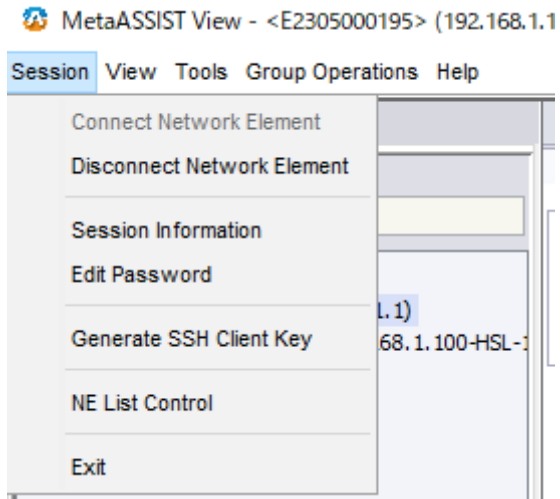 MetaASSIST View - <E2305000195> (192.168.1.1
Session View Tools Group Operations Help
Connect Network Element
Disconnect Network Element
Session Information
Edit Password
1.1)
Generate SSH Client Key
68.1.100-HSL-1
NE List Control
Exit